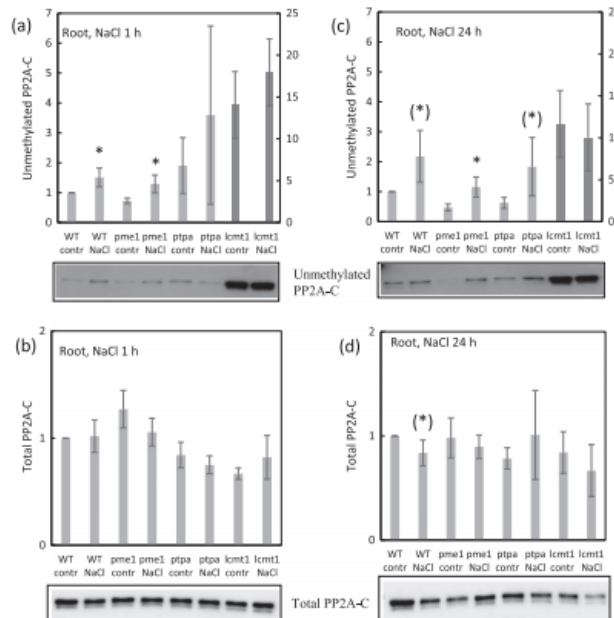 (a)
Root, NaCl 1 h
Unmethylated PP2A-C
7
6
5
4
3
2
1
0
25
20
15
10
5
0
*
*
WT contr
WT NaCl
pme1 contr
pme1 NaCl
ptpa contr
ptpa NaCl
lcmt1 contr
lcmt1 NaCl
(c)
Root, NaCl 24 h
Unmethylated PP2A-C
7
6
5
4
3
2
1
0
2
2
1
1
5
0
(*)
*
(*)
WT contr
WT NaCl
pme1 contr
pme1 NaCl
ptpa contr
ptpa NaCl
lcmt1 contr
lcmt1 NaCl
Unmethylated
PP2A-C
(b)
Root, NaCl 1 h
Total PP2A-C
2
1
0
WT contr
WT NaCl
pme1 contr
pme1 NaCl
ptpa contr
ptpa NaCl
lcmt1 contr
lcmt1 NaCl
(d)
Root, NaCl 24 h
Total PP2A-C
2
1
0
(*)
WT contr
WT NaCl
pme1 contr
pme1 NaCl
ptpa contr
ptpa NaCl
lcmt1 contr
lcmt1 NaCl
Total PP2A-C